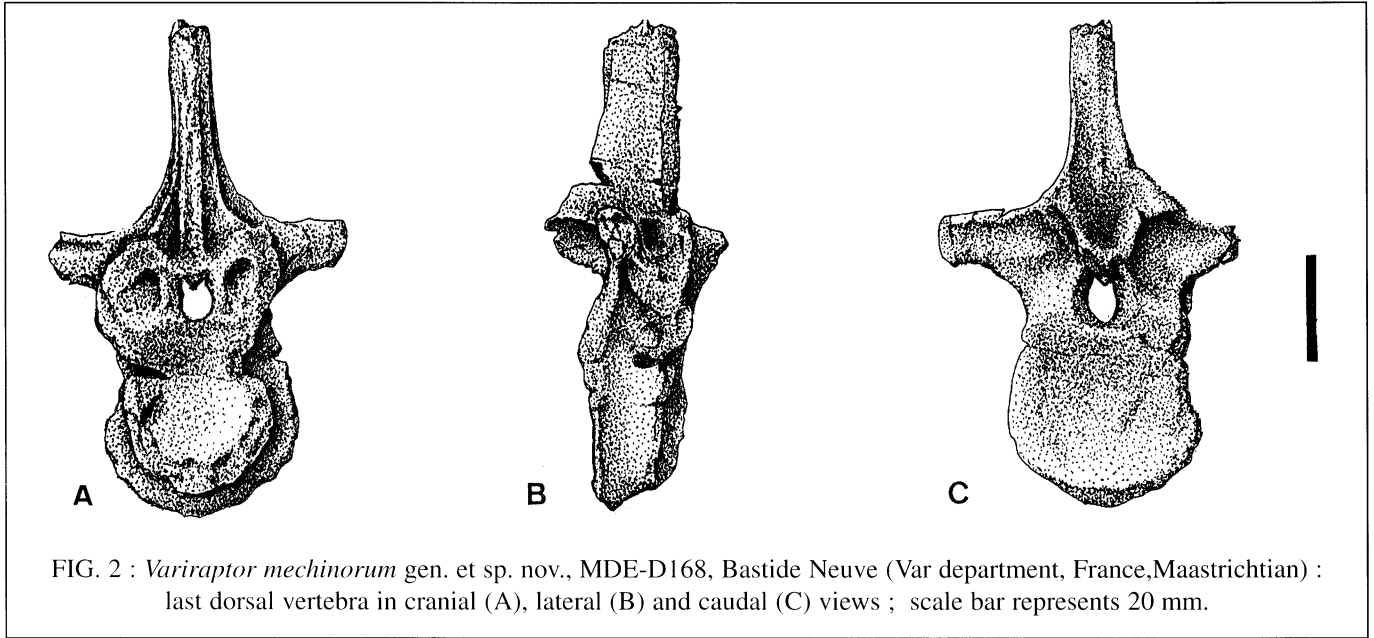 A
B
C
FIG. 2 : Variraptor mechinorum gen. et sp. nov., MDE-D168, Bastide Neuve (Var department, France,Maastrichtian) :
last dorsal vertebra in cranial (A), lateral (B) and caudal (C) views ; scale bar represents 20 mm.